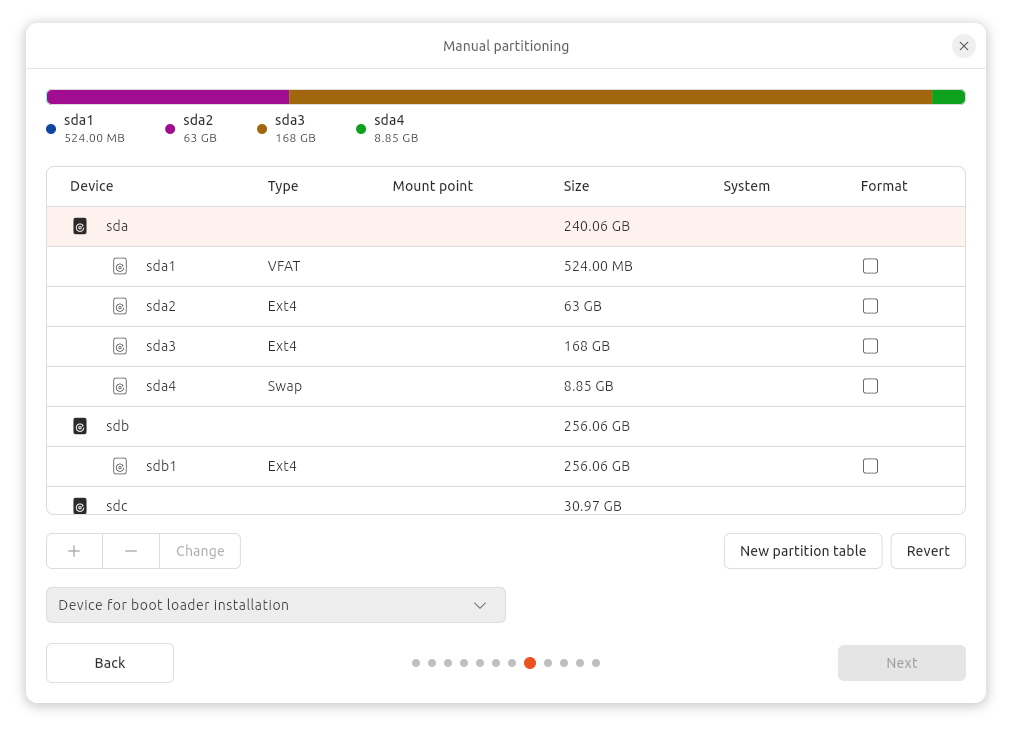 Manual partitioning
sda1 sda2 sda3 sda4
524.00 MB 63 GB 168 GB 8.85 GB
Device Type Mount point Size System Format
sda 240.06 GB
sda1 VFAT 524.00 MB
sda2 Ext4 63 GB
sda3 Ext4 168 GB
sda4 Swap 8.85 GB
sdb 256.06 GB
sdb1 Ext4 256.06 GB
sdc 30.97 GB
+ − Change New partition table Revert
Device for boot loader installation
Back Next